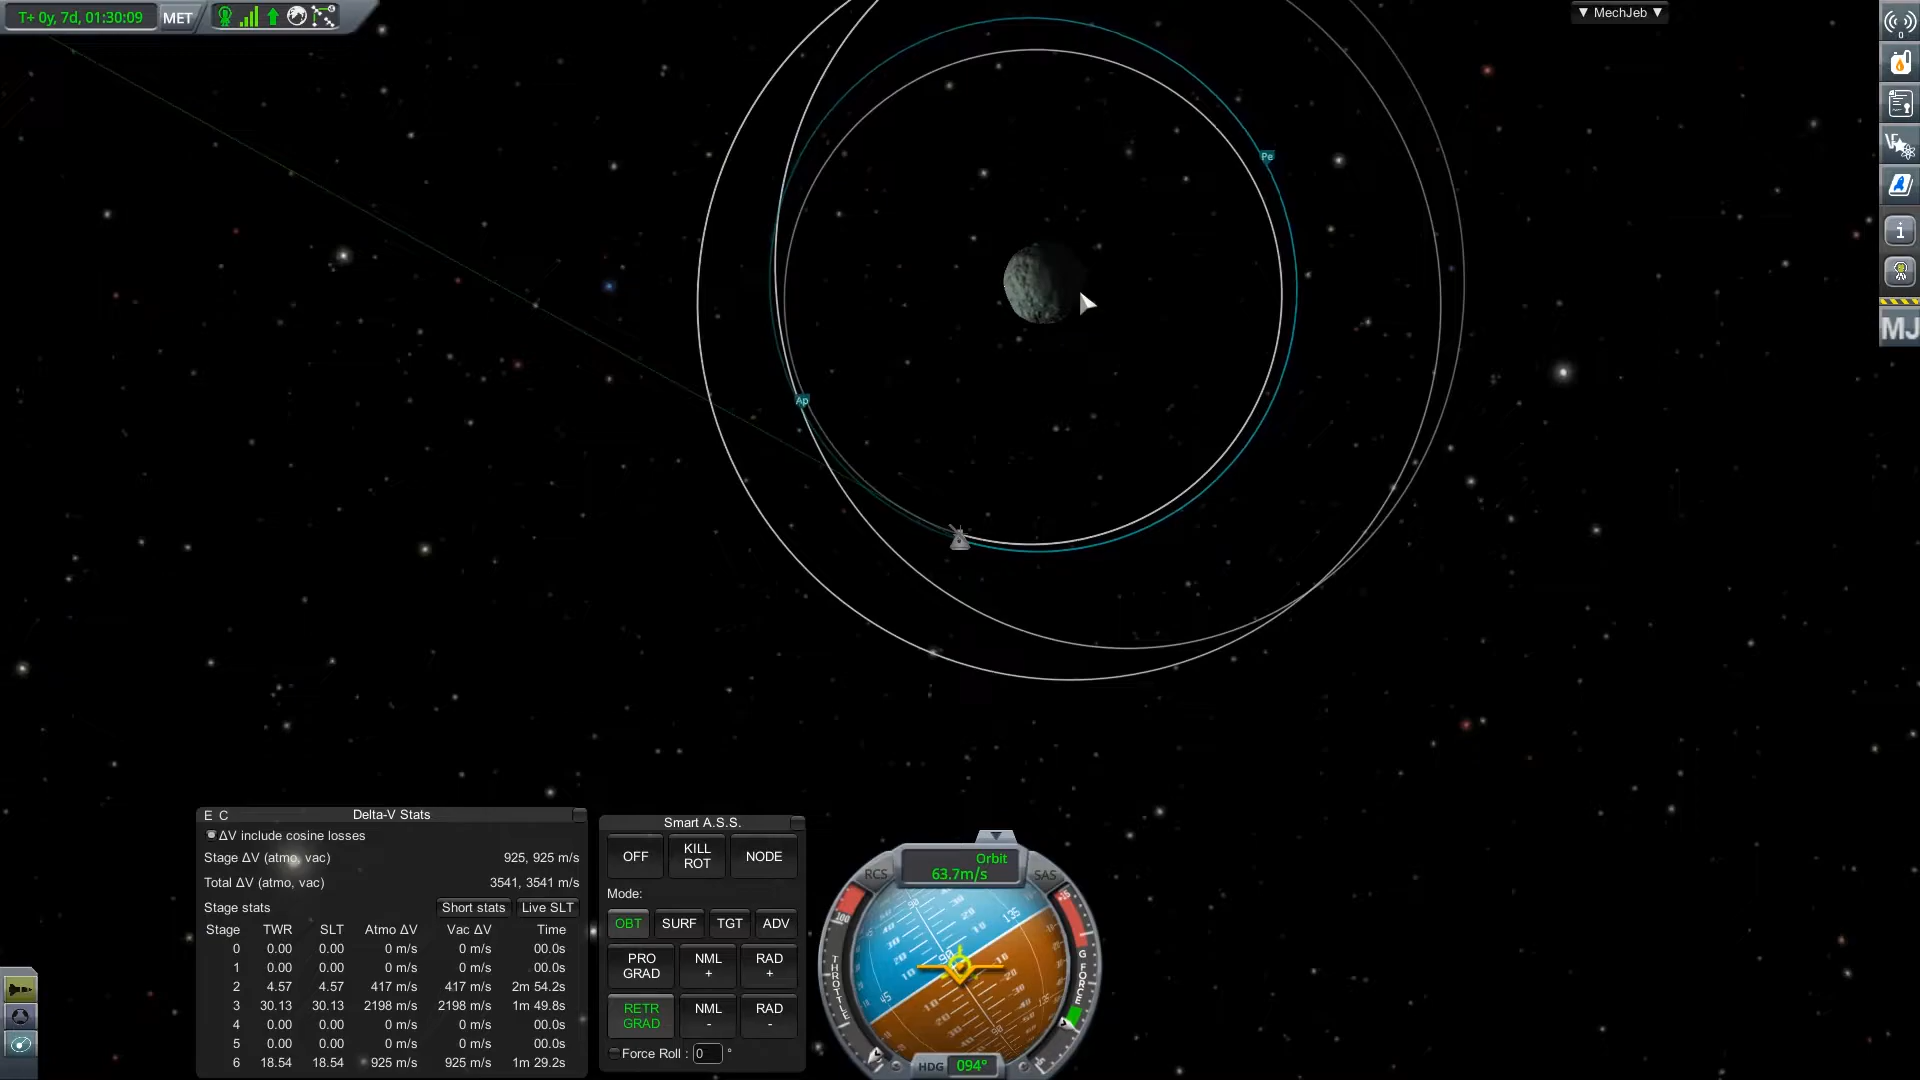 T+ 0y, 7d, 01:30:09 MET
▼ MechJeb ▼
0
MJ
Pe
Ap
E C Delta-V Stats
ΔV include cosine losses
Stage ΔV (atmo, vac) 925, 925 m/s
Total ΔV (atmo, vac) 3541, 3541 m/s
Stage stats Short stats Live SLT
Stage TWR SLT Atmo ΔV Vac ΔV Time
0 0.00 0.00 0 m/s 0 m/s 00.0s
1 0.00 0.00 0 m/s 0 m/s 00.0s
2 4.57 4.57 417 m/s 417 m/s 2m 54.2s
3 30.13 30.13 2198 m/s 2198 m/s 1m 49.8s
4 0.00 0.00 0 m/s 0 m/s 00.0s
5 0.00 0.00 0 m/s 0 m/s 00.0s
6 18.54 18.54 925 m/s 925 m/s 1m 29.2s
Smart A.S.S.
OFF KILL ROT NODE
Mode:
OBT SURF TGT ADV
PRO GRAD NML + RAD +
RETR GRAD NML - RAD -
Force Roll : 0 °
Orbit
63.7m/s
RCS SAS
THROTTLE
G FORCE
100
135
45
HDG 094°